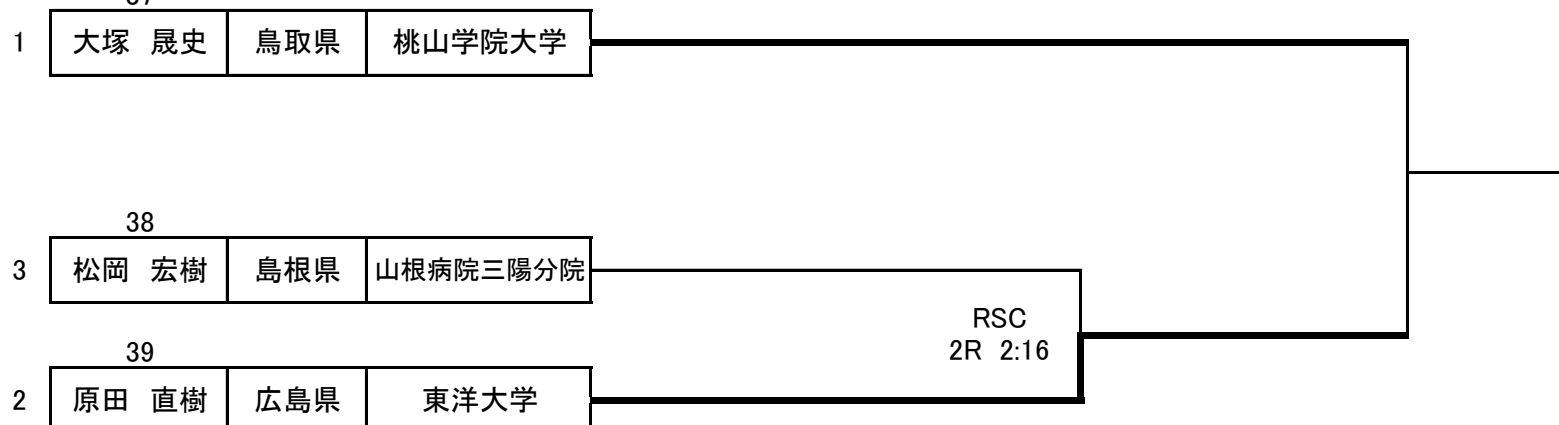 1 大塚 晟史 鳥取県 桃山学院大学
38
3 松岡 宏樹 島根県 山根病院三陽分院
RSC
2R 2:16
39
2 原田 直樹 広島県 東洋大学